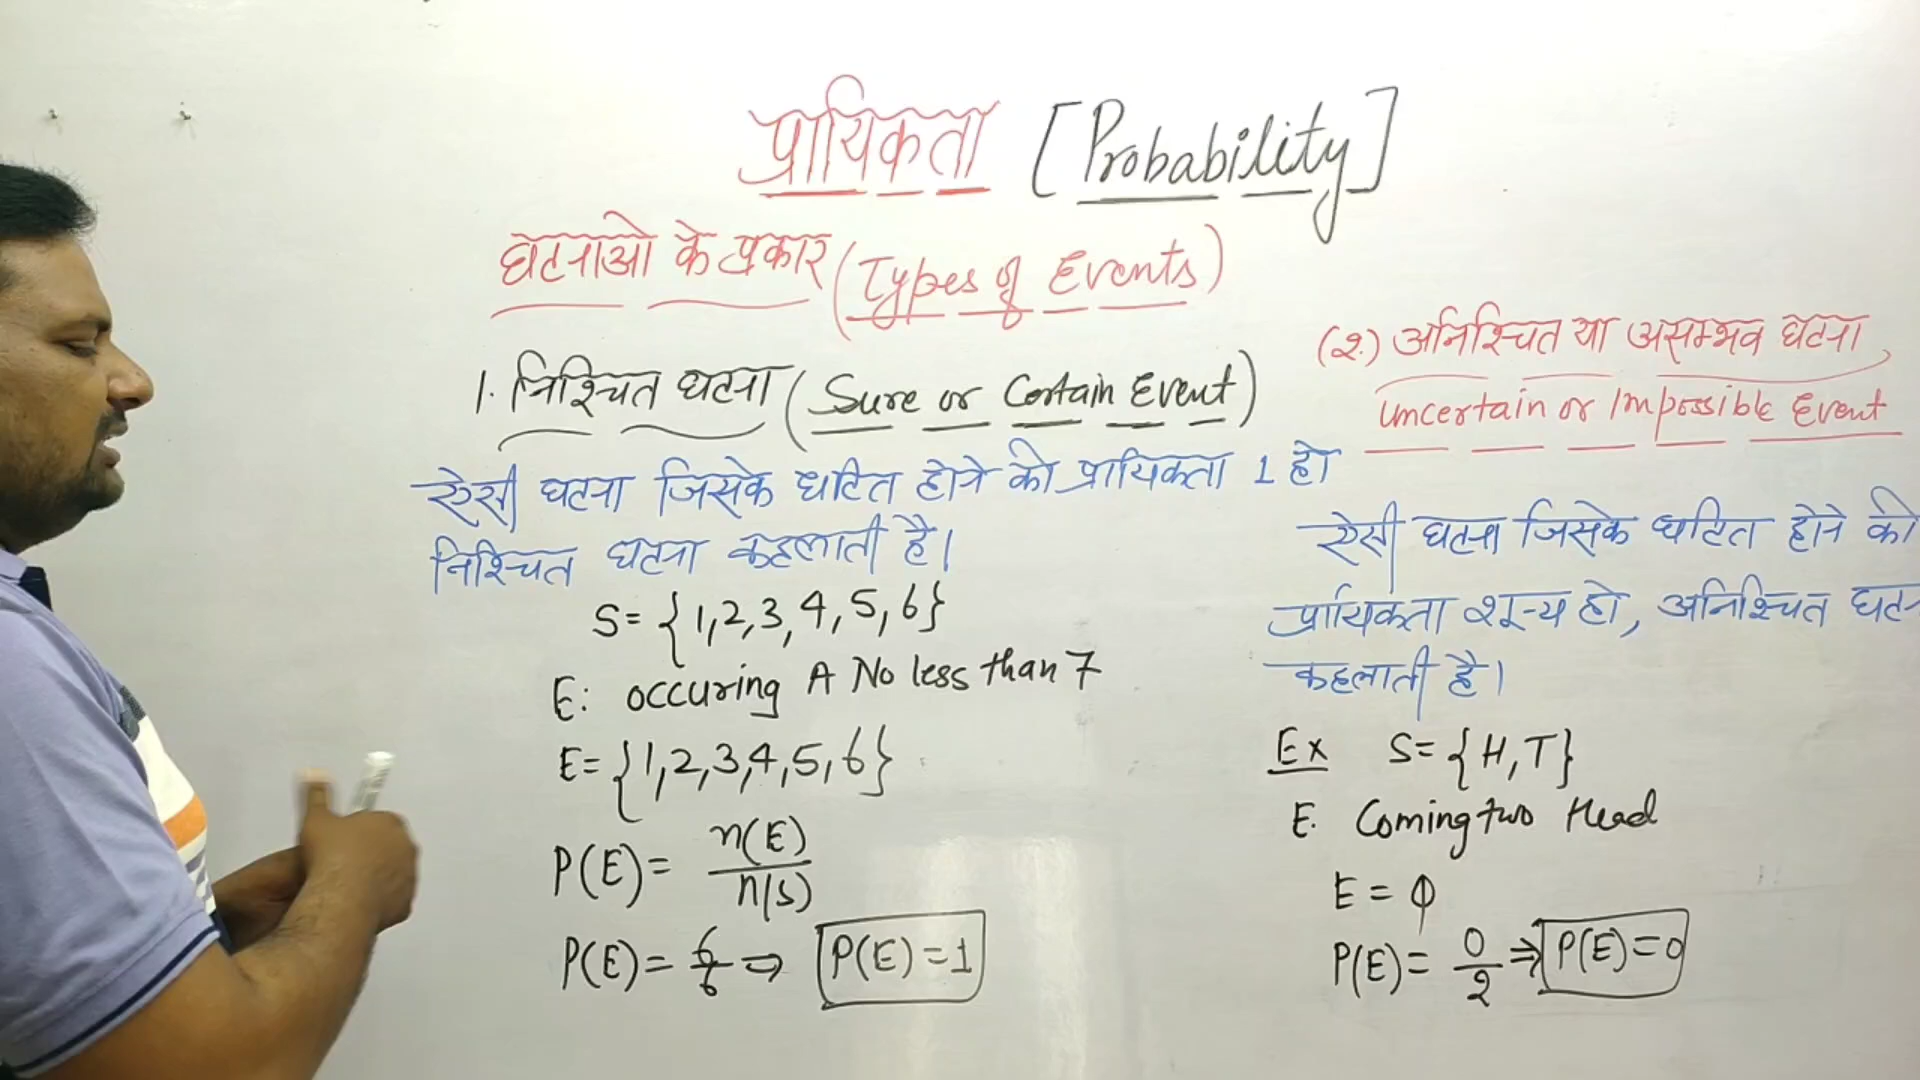 प्रायिकता [Probability]
घटनाओ के प्रकार (Types of Events)
1. निश्चित घटना (Sure or Certain Event)
ऐसी घटना जिसके घटित होने की प्रायिकता 1 हो
निश्चित घटना कहलाती है।
S= {1,2,3,4,5,6}
E: occuring A No less than 7
E= {1,2,3,4,5,6}
P(E)= n(E)/n(S)
P(E)= 6/6 ⇒ P(E)=1
(2.) अनिश्चित या असम्भव घटना
Uncertain or Impossible Event
ऐसी घटना जिसके घटित होने की
प्रायिकता शून्य हो, अनिश्चित घट
कहलाती है।
Ex S= {H,T}
E. Coming two Head
E = ϕ
P(E)= 0/2 ⇒ P(E)=0